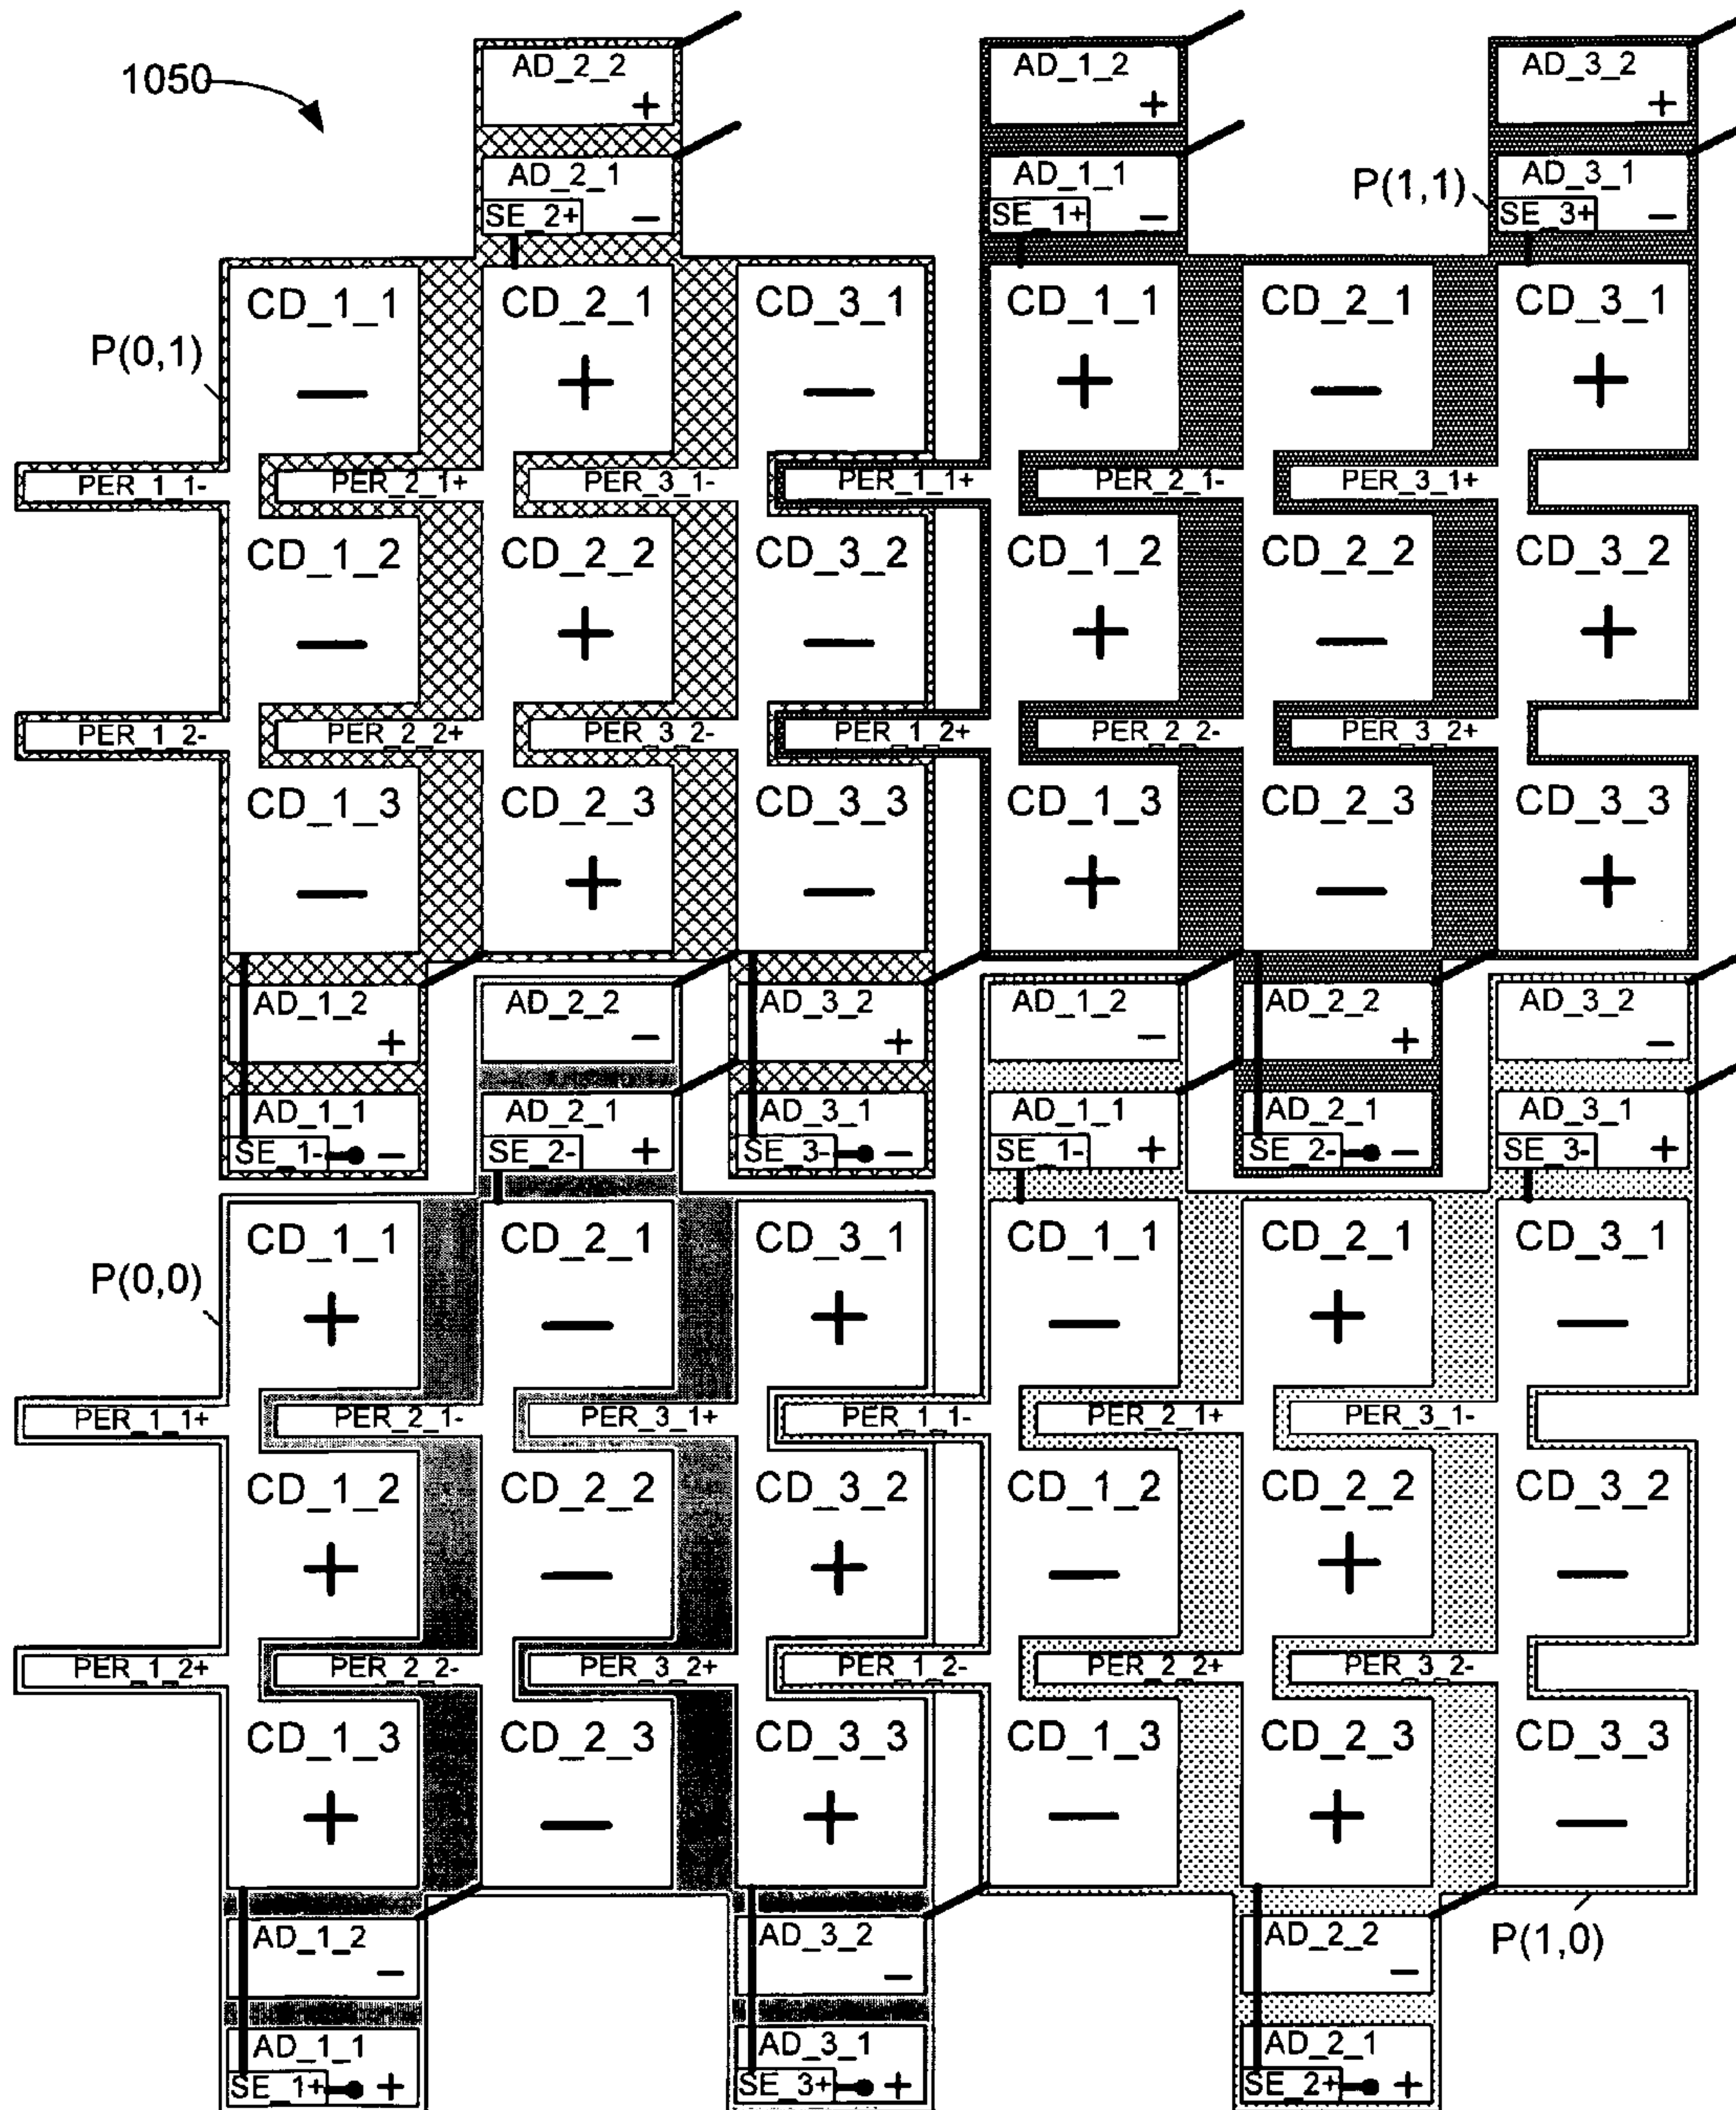 AD_2_2 AD_1_2 AD_3_2
1050 + + +
AD_2_1 AD_1_1 P(1,1) AD_3_1
SE_2+ − SE_1+ − SE_3+ −
CD_1_1 CD_2_1 CD_3_1 CD_1_1 CD_2_1 CD_3_1
P(0,1)
− + − + − +
PER_1_1- PER_2_1+ PER_3_1- PER_1_1+ PER_2_1- PER_3_1+
CD_1_2 CD_2_2 CD_3_2 CD_1_2 CD_2_2 CD_3_2
− + − + − +
PER_1_2- PER_2_2+ PER_3_2- PER_1_2+ PER_2_2- PER_3_2+
CD_1_3 CD_2_3 CD_3_3 CD_1_3 CD_2_3 CD_3_3
− + − + − +
AD_1_2 AD_2_2 AD_3_2 AD_1_2 AD_2_2 AD_3_2
+ − + − + −
AD_1_1 AD_2_1 AD_3_1 AD_1_1 AD_2_1 AD_3_1
SE_1- − SE_2- + SE_3- − SE_1- + SE_2- − SE_3- +
CD_1_1 CD_2_1 CD_3_1 CD_1_1 CD_2_1 CD_3_1
P(0,0)
+ − + − + −
PER_1_1+ PER_2_1- PER_3_1+ PER_1_1- PER_2_1+ PER_3_1-
CD_1_2 CD_2_2 CD_3_2 CD_1_2 CD_2_2 CD_3_2
+ − + − + −
PER_1_2+ PER_2_2- PER_3_2+ PER_1_2- PER_2_2+ PER_3_2-
CD_1_3 CD_2_3 CD_3_3 CD_1_3 CD_2_3 CD_3_3
+ − + − + −
AD_1_2 AD_3_2 AD_2_2 P(1,0)
− − −
AD_1_1 AD_3_1 AD_2_1
SE_1+ + SE_3+ + SE_2+ +